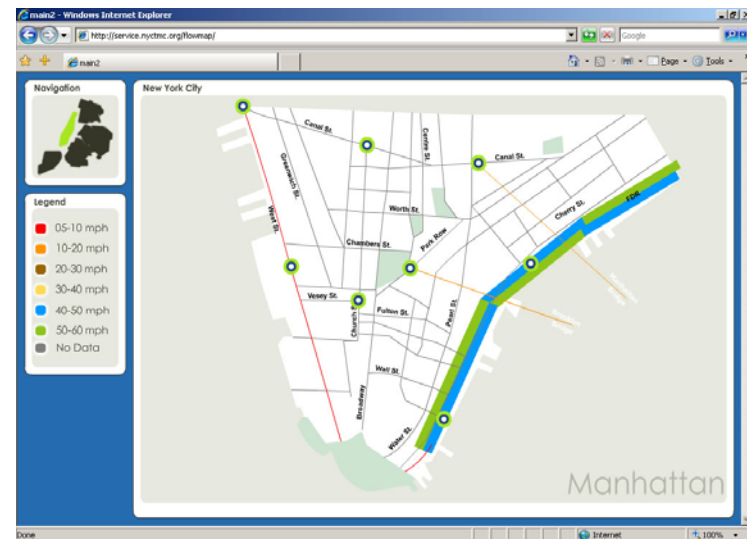 main2 - Windows Internet Explorer
http://service.nyctmc.org/flowmap/
Google
main2
Page
Tools
Navigation
New York City
Legend
05-10 mph
10-20 mph
20-30 mph
30-40 mph
40-50 mph
50-60 mph
No Data
Canal St.
Centre St.
Canal St.
Greenwich St.
West St.
Worth St.
FDR
Cherry St.
Park Row
Chambers St.
Vesey St.
Church
Fulton St.
Pearl St.
Wall St.
Broadway
Water St.
Manhattan
Done
Internet
100%